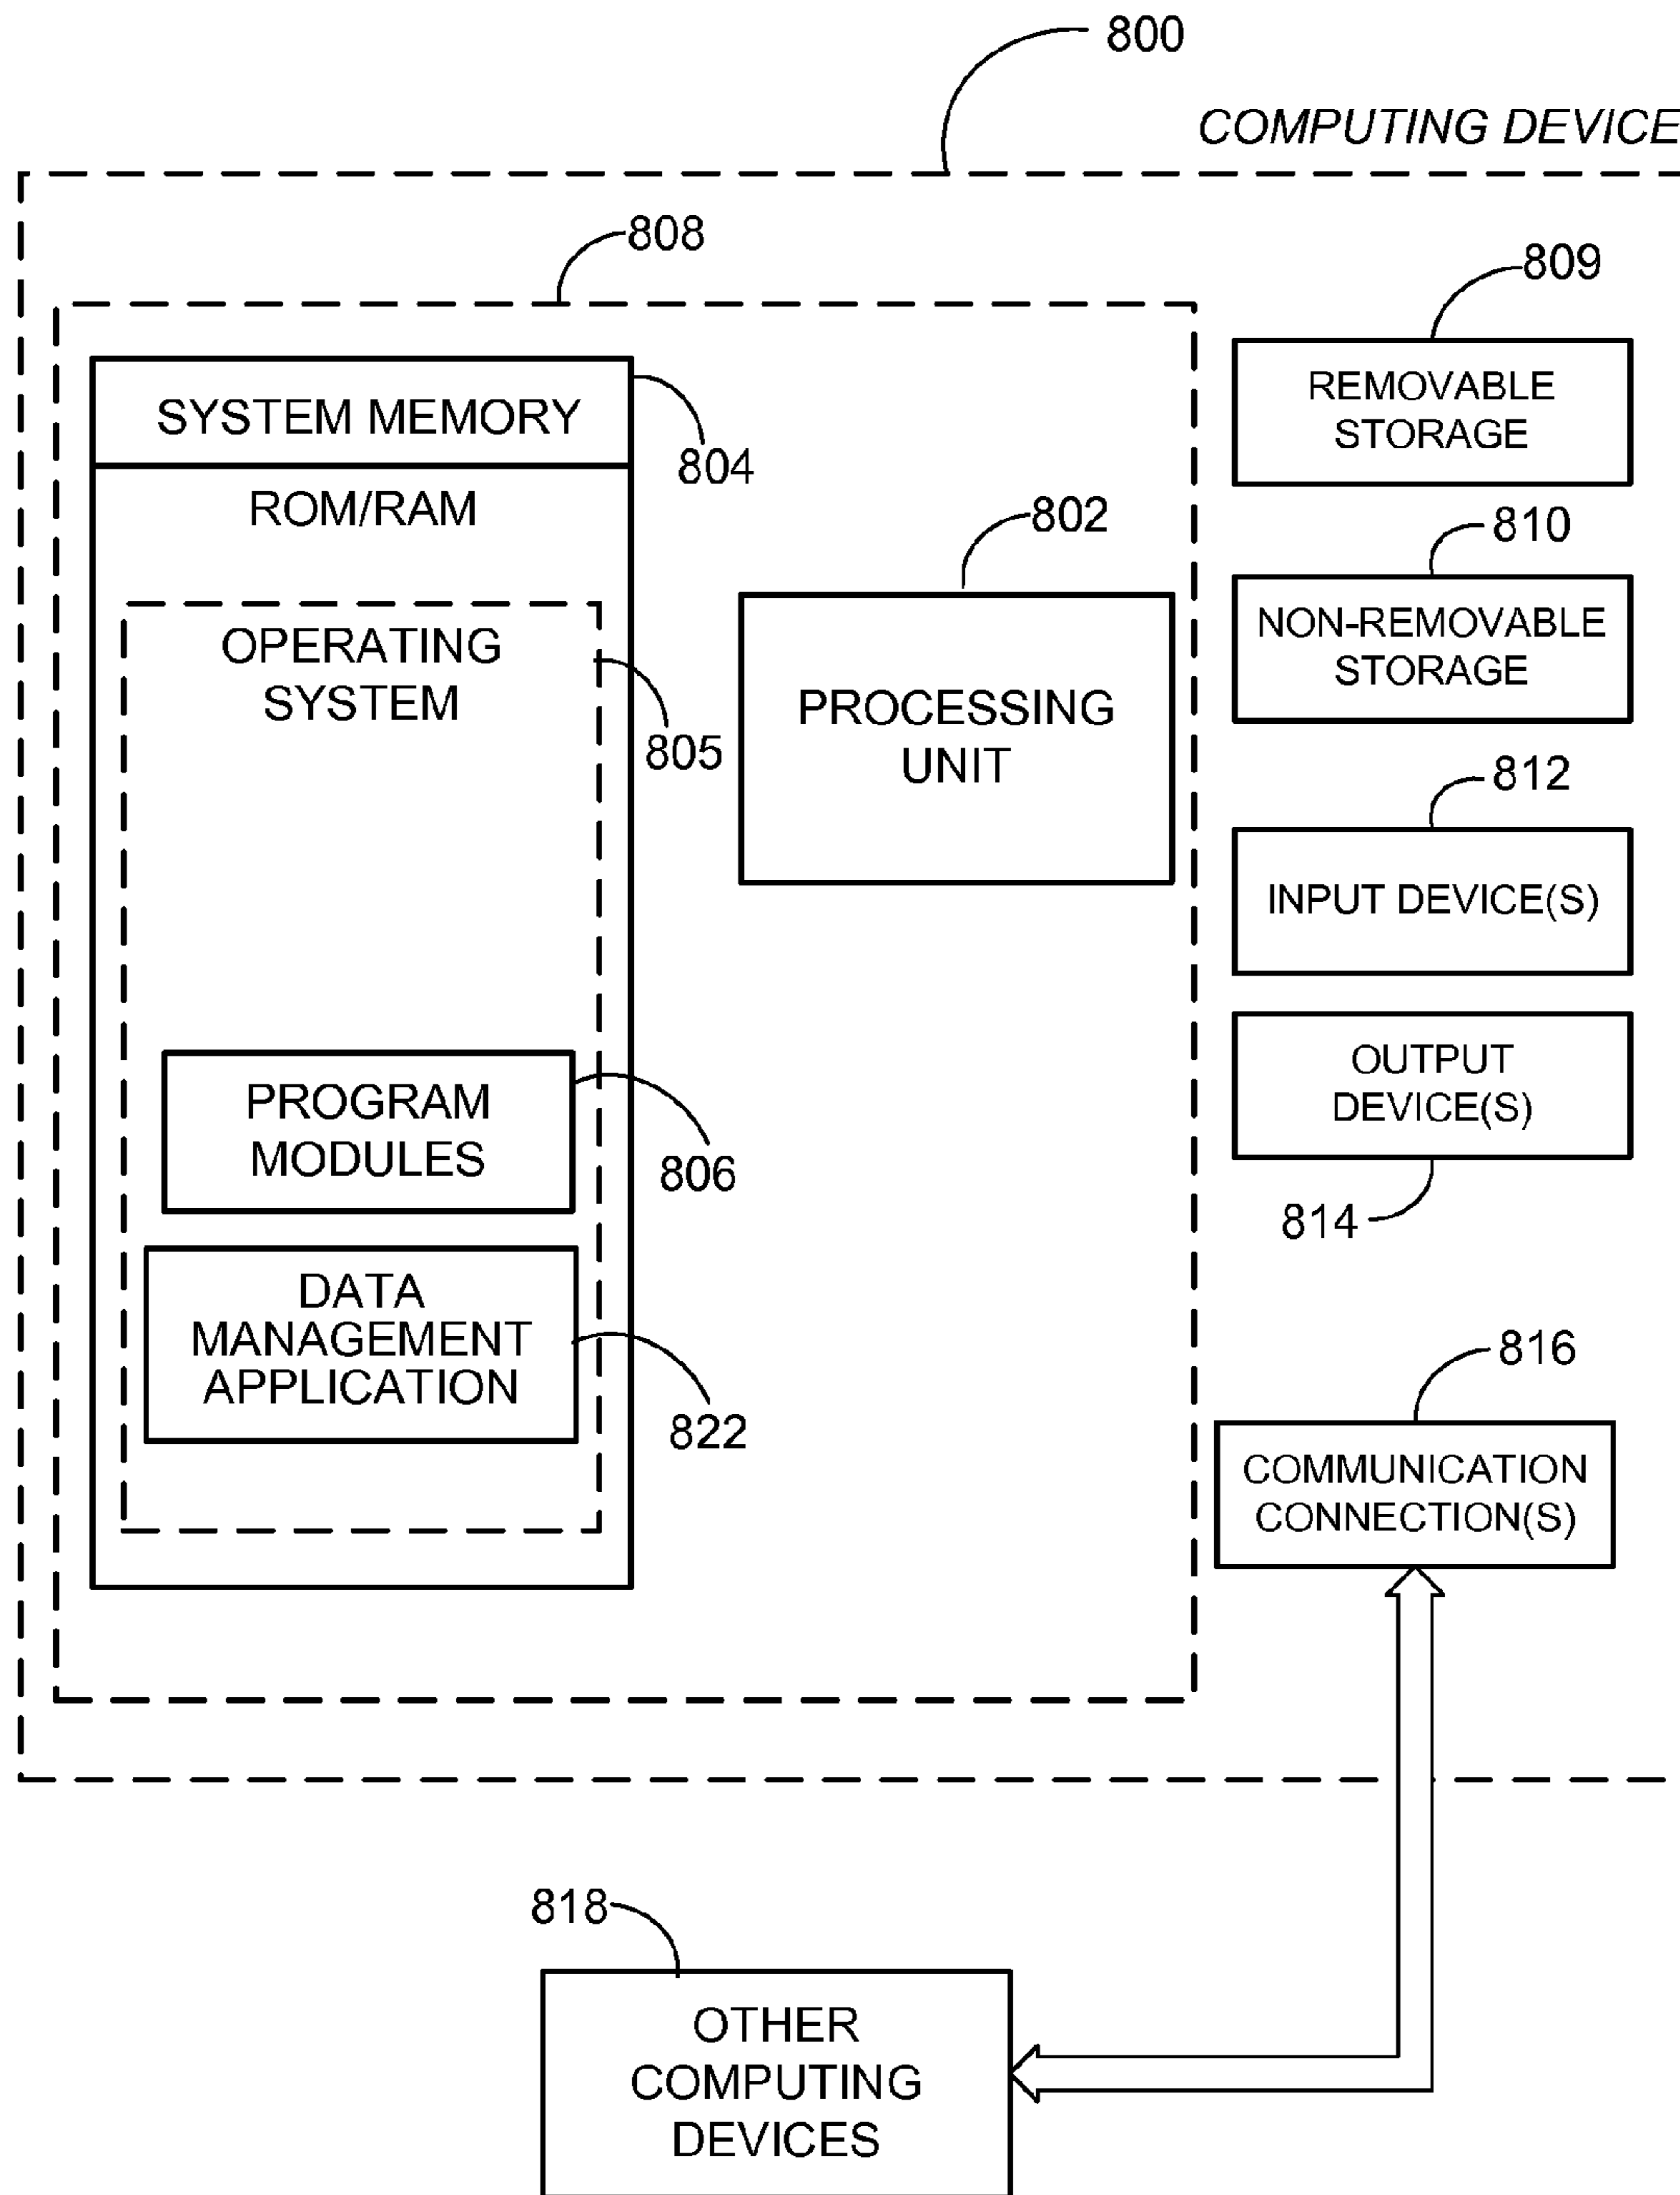 800
COMPUTING DEVICE
808
809
SYSTEM MEMORY
804
REMOVABLE
STORAGE
ROM/RAM
802
810
OPERATING
SYSTEM
805
PROCESSING
UNIT
NON-REMOVABLE
STORAGE
812
INPUT DEVICE(S)
OUTPUT
DEVICE(S)
814
PROGRAM
MODULES
806
DATA
MANAGEMENT
APPLICATION
822
816
COMMUNICATION
CONNECTION(S)
818
OTHER
COMPUTING
DEVICES